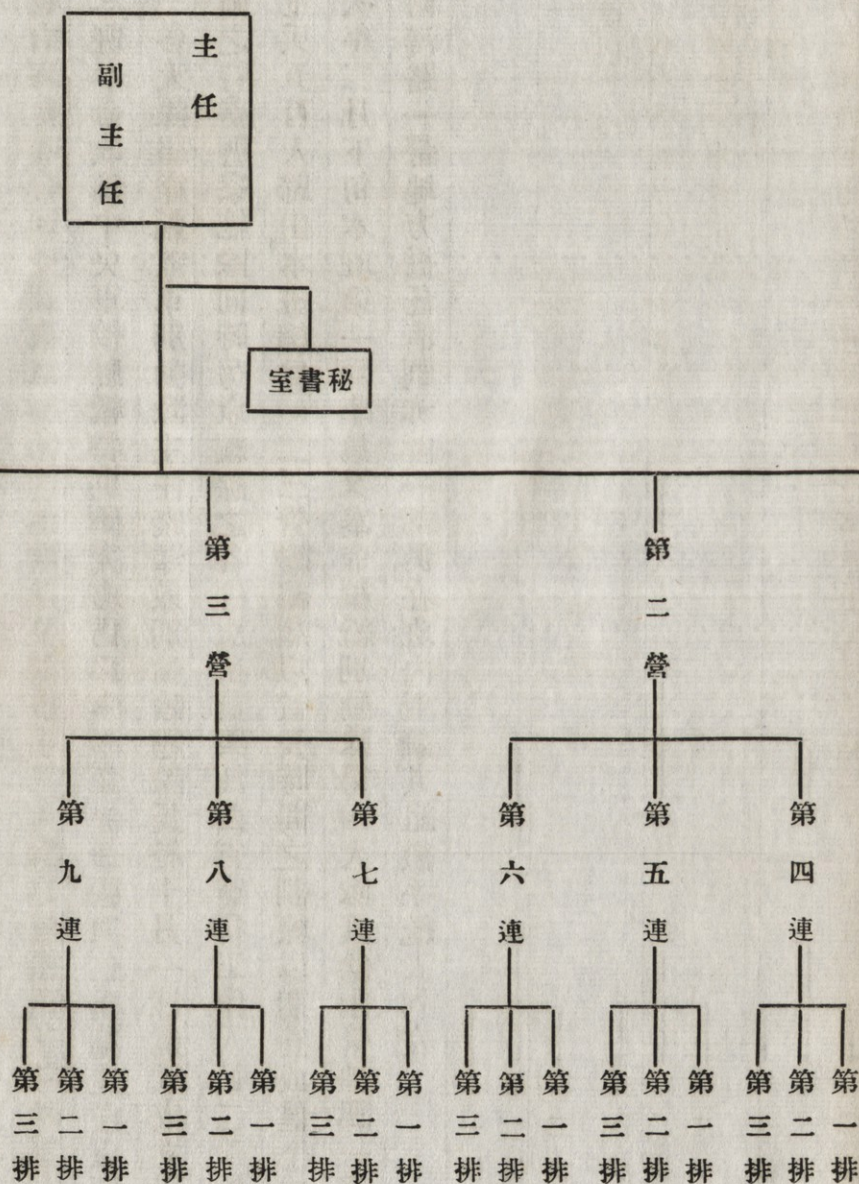 主任
副主任
秘書室
第二營
第三營
第四連
第五連
第六連
第七連
第八連
第九連
第一排
第二排
第三排
第一排
第二排
第三排
第一排
第二排
第三排
第一排
第二排
第三排
第一排
第二排
第三排
第一排
第二排
第三排